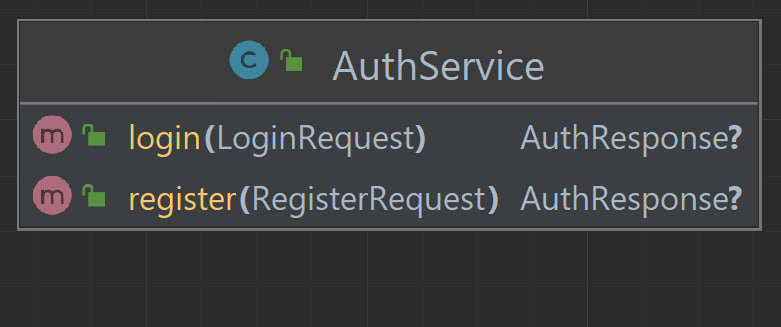 C AuthService
m login(LoginRequest) AuthResponse?
m register(RegisterRequest) AuthResponse?